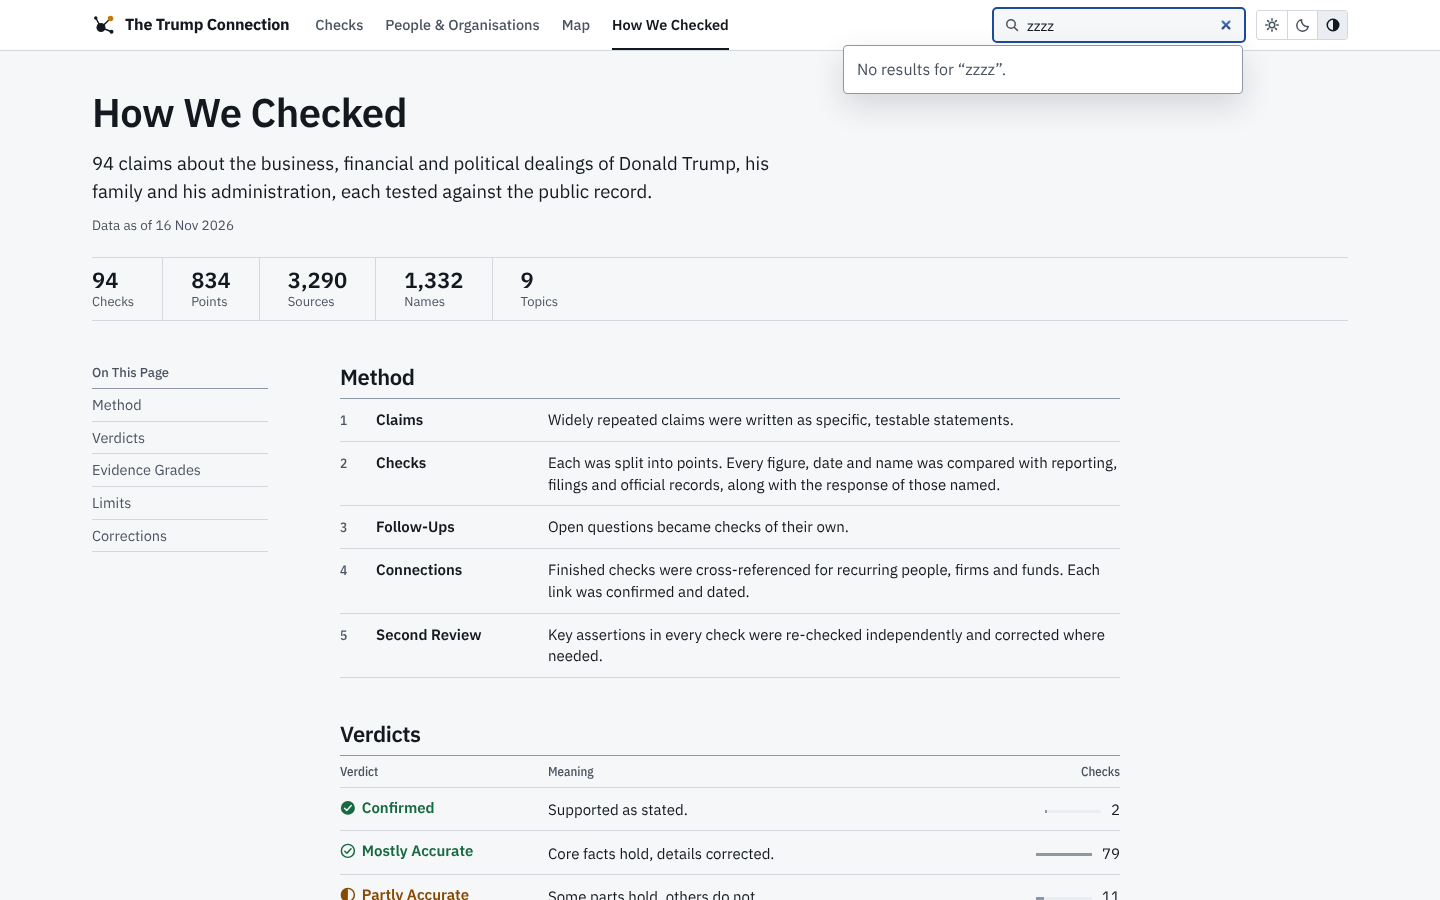 The Trump Connection
Checks
People & Organisations
Map
How We Checked
zzzz
No results for “zzzz”.
How We Checked
94 claims about the business, financial and political dealings of Donald Trump, his
family and his administration, each tested against the public record.
Data as of 16 Nov 2026
94
Checks
834
Points
3,290
Sources
1,332
Names
9
Topics
On This Page
Method
Verdicts
Evidence Grades
Limits
Corrections
Method
1 Claims Widely repeated claims were written as specific, testable statements.
2 Checks Each was split into points. Every figure, date and name was compared with reporting,
filings and official records, along with the response of those named.
3 Follow-Ups Open questions became checks of their own.
4 Connections Finished checks were cross-referenced for recurring people, firms and funds. Each
link was confirmed and dated.
5 Second Review Key assertions in every check were re-checked independently and corrected where
needed.
Verdicts
Verdict Meaning Checks
Confirmed Supported as stated. 2
Mostly Accurate Core facts hold, details corrected. 79
Partly Accurate Some parts hold, others do not. 11